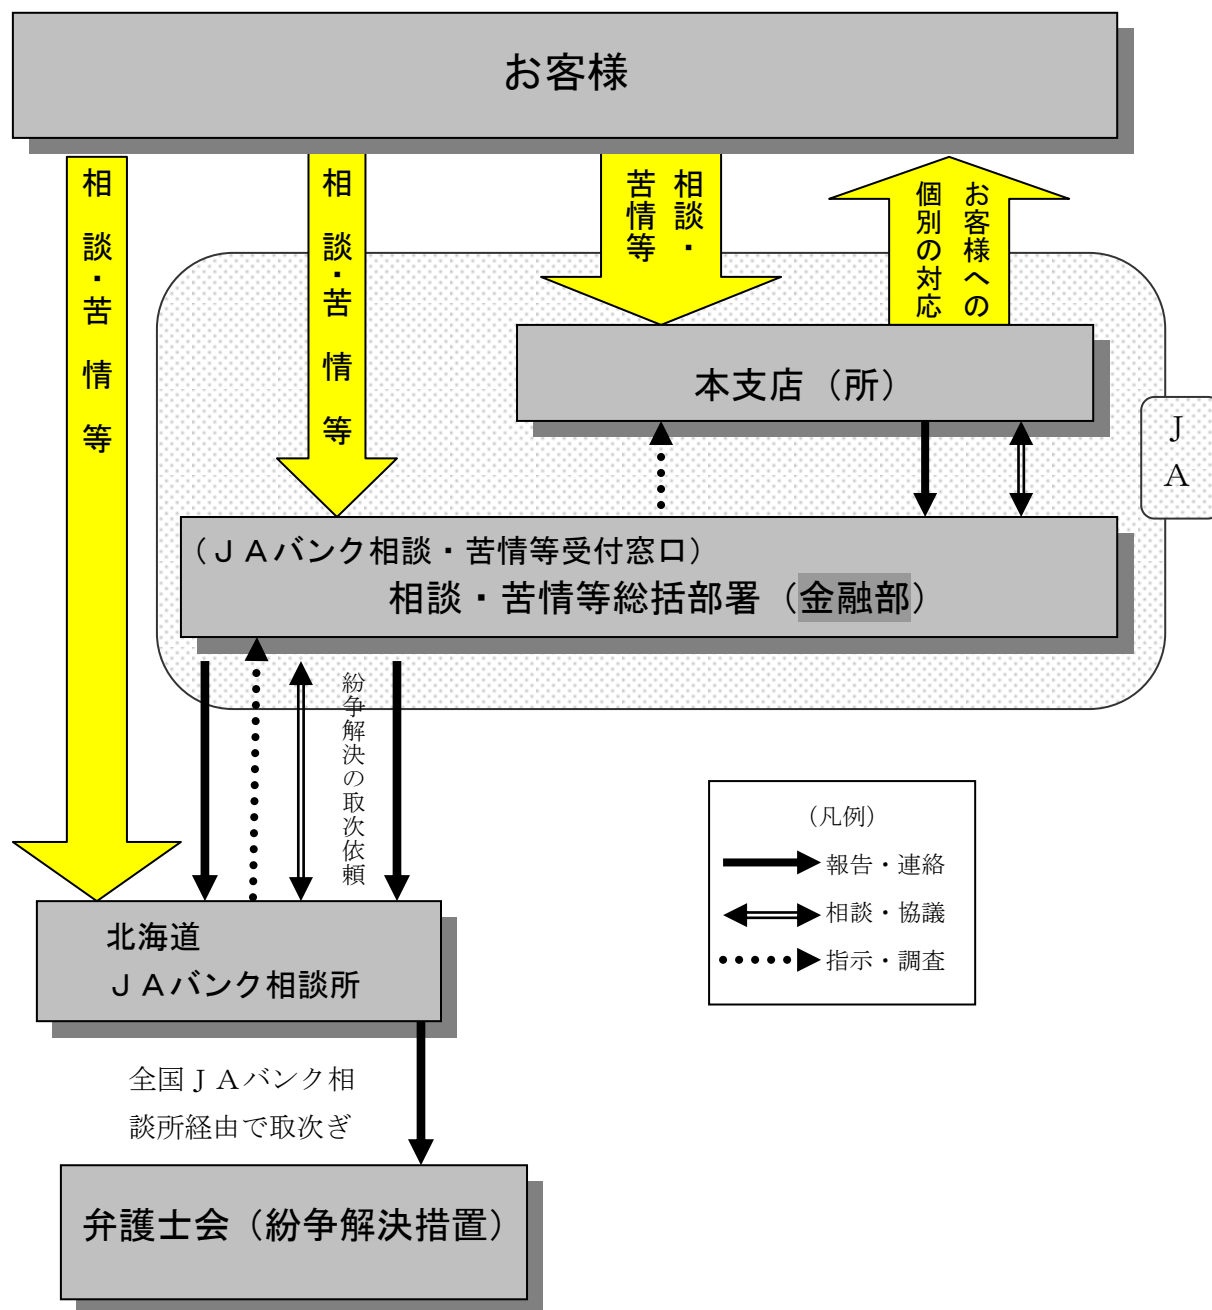 お客様
相談・苦情等
相談・苦情等
相談・
苦情等
お客様への
個別の対応
本支店（所）
ＪＡ
（ＪＡバンク相談・苦情等受付窓口）
相談・苦情等総括部署（金融部）
紛争解決の取次依頼
（凡例）
報告・連絡
相談・協議
指示・調査
北海道
ＪＡバンク相談所
全国ＪＡバンク相
談所経由で取次ぎ
弁護士会（紛争解決措置）